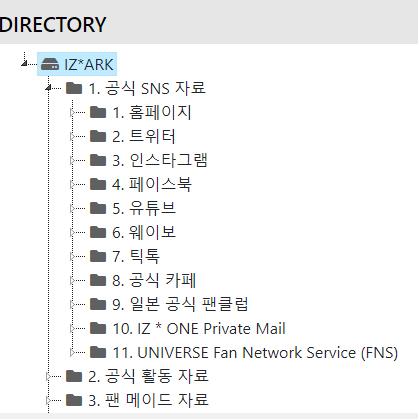 DIRECTORY
IZ*ARK
1. 공식 SNS 자료
1. 홈페이지
2. 트위터
3. 인스타그램
4. 페이스북
5. 유튜브
6. 웨이보
7. 틱톡
8. 공식 카페
9. 일본 공식 팬클럽
10. IZ * ONE Private Mail
11. UNIVERSE Fan Network Service (FNS)
2. 공식 활동 자료
3. 팬 메이드 자료